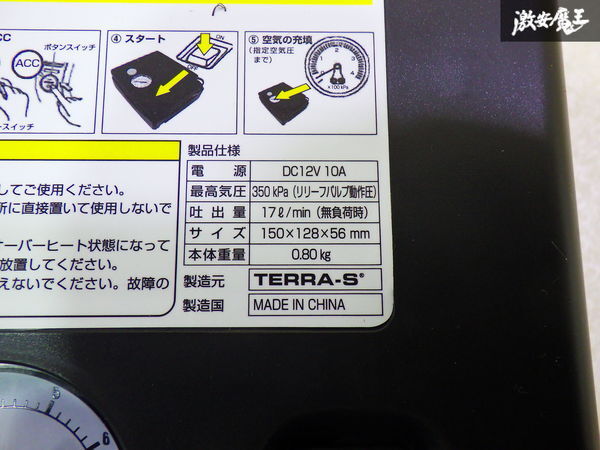 激安魔王
CC
ボタンスイッチ
ACC
スイッチ
④ スタート
ON
OFF
⑤ 空気の充填
(指定空気圧
まで)
×100 kPa
してご使用ください。
所に直接置いて使用しないで
オーバーヒート状態になって
放置してください。
えないでください。故障の
製品仕様
電 源 DC12V 10A
最高気圧 350 kPa (リリーフバルブ動作圧)
吐 出 量 17ℓ/min (無負荷時)
サ イ ズ 150×128×56 mm
本体重量 0.80kg
製造元 TERRA-S®
製造国 MADE IN CHINA
5
6